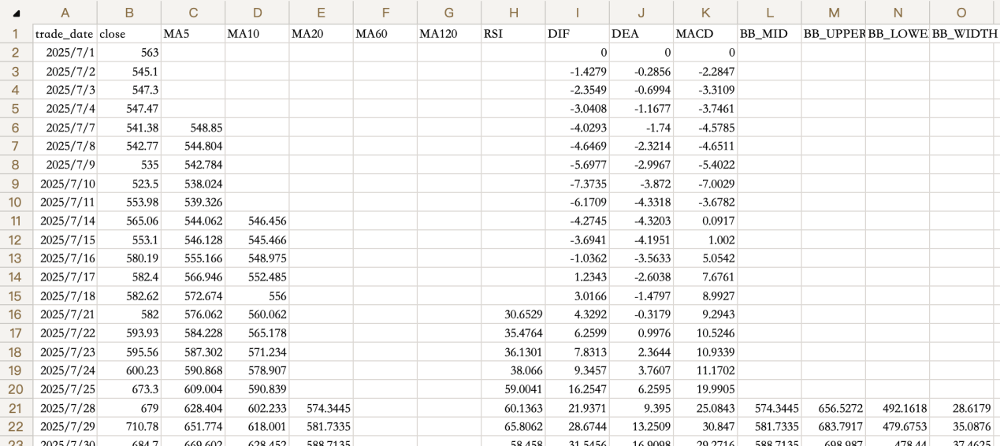 A B C D E F G H I J K L M N O
1 trade_date close MA5 MA10 MA20 MA60 MA120 RSI DIF DEA MACD BB_MID BB_UPPER BB_LOWE BB_WIDTH
2 2025/7/1 563 0 0 0
3 2025/7/2 545.1 -1.4279 -0.2856 -2.2847
4 2025/7/3 547.3 -2.3549 -0.6994 -3.3109
5 2025/7/4 547.47 -3.0408 -1.1677 -3.7461
6 2025/7/7 541.38 548.85 -4.0293 -1.74 -4.5785
7 2025/7/8 542.77 544.804 -4.6469 -2.3214 -4.6511
8 2025/7/9 535 542.784 -5.6977 -2.9967 -5.4022
9 2025/7/10 523.5 538.024 -7.3735 -3.872 -7.0029
10 2025/7/11 553.98 539.326 -6.1709 -4.3318 -3.6782
11 2025/7/14 565.06 544.062 546.456 -4.2745 -4.3203 0.0917
12 2025/7/15 553.1 546.128 545.466 -3.6941 -4.1951 1.002
13 2025/7/16 580.19 555.166 548.975 -1.0362 -3.5633 5.0542
14 2025/7/17 582.4 566.946 552.485 1.2343 -2.6038 7.6761
15 2025/7/18 582.62 572.674 556 3.0166 -1.4797 8.9927
16 2025/7/21 582 576.062 560.062 30.6529 4.3292 -0.3179 9.2943
17 2025/7/22 593.93 584.228 565.178 35.4764 6.2599 0.9976 10.5246
18 2025/7/23 595.56 587.302 571.234 36.1301 7.8313 2.3644 10.9339
19 2025/7/24 600.23 590.868 578.907 38.066 9.3457 3.7607 11.1702
20 2025/7/25 673.3 609.004 590.839 59.0041 16.2547 6.2595 19.9905
21 2025/7/28 679 628.404 602.233 574.3445 60.1363 21.9371 9.395 25.0843 574.3445 656.5272 492.1618 28.6179
22 2025/7/29 710.78 651.774 618.001 581.7335 65.8062 28.6744 13.2509 30.847 581.7335 683.7917 479.6753 35.0876
23 2025/7/30 684.7 669.602 628.452 588.7135 58.458 31.5456 16.9098 29.2716 588.7135 698.987 478.44 37.4625